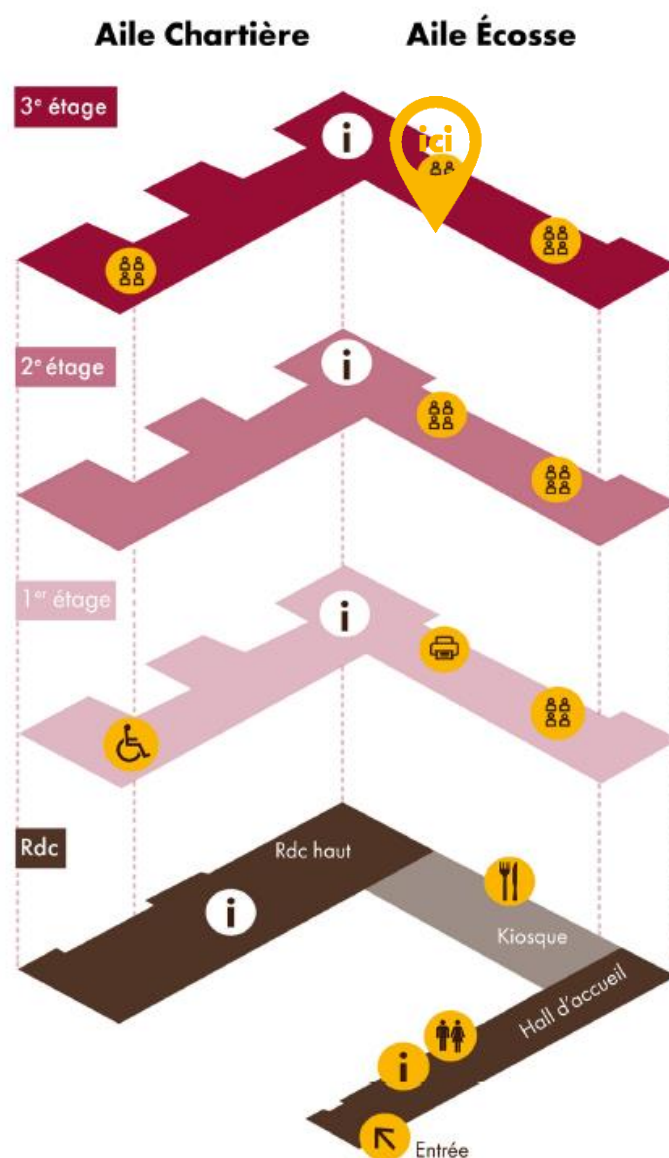 Aile Chartière
Aile Écosse
3e étage
i
ici
2e étage
i
1er étage
i
Rdc
Rdc haut
i
Kiosque
Hall d'accueil
i
Entrée